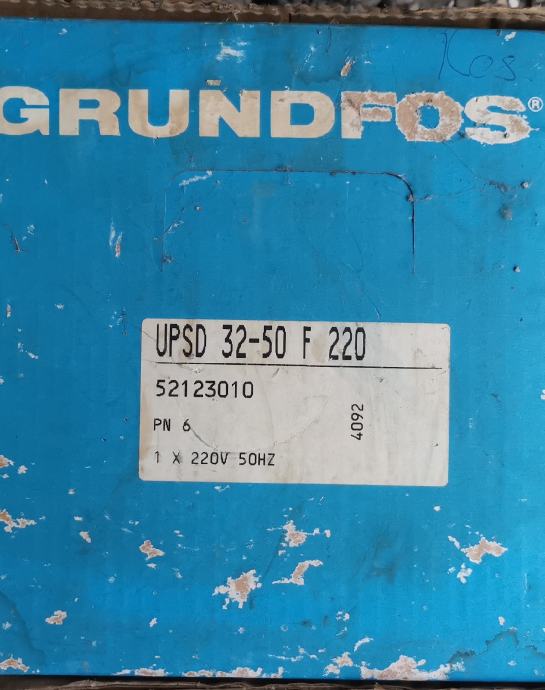 GRUNDFOS®
UPSD 32-50 F 220
52123010
PN 6
4092
1 X 220V 50HZ